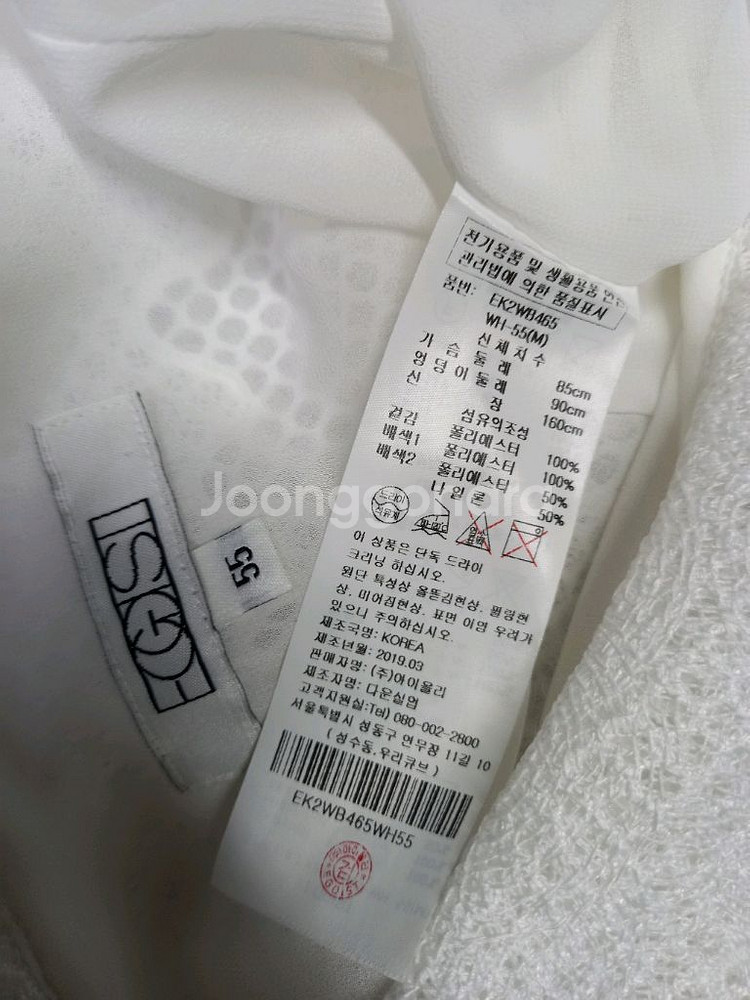 전기용품 및 생활용품 안전
관리법에 의한 품질표시
품번: EK2WB465
WH-55(M)
신체치수
가슴둘레 85cm
엉덩이둘레 90cm
신장 160cm
섬유의조성
겉감 폴리에스터 100%
배색1 폴리에스터 100%
배색2 폴리에스터 50%
나일론 50%
드라이
석유계
이 상품은 단독 드라이
크리닝 하십시오.
원단 특성상 올뜯김현상, 필링현
상, 미어짐현상, 표면 이염 우려가
있으니 주의하십시오.
제조국명: KOREA
제조년월: 2019.03
판매자명: (주)아이올리
제조자명: 다운실업
고객지원실:Tel) 080-002-2800
서울특별시 성동구 연무장 11길 10
(성수동,우리큐브)
EK2WB465WH55
55
Joonggonara